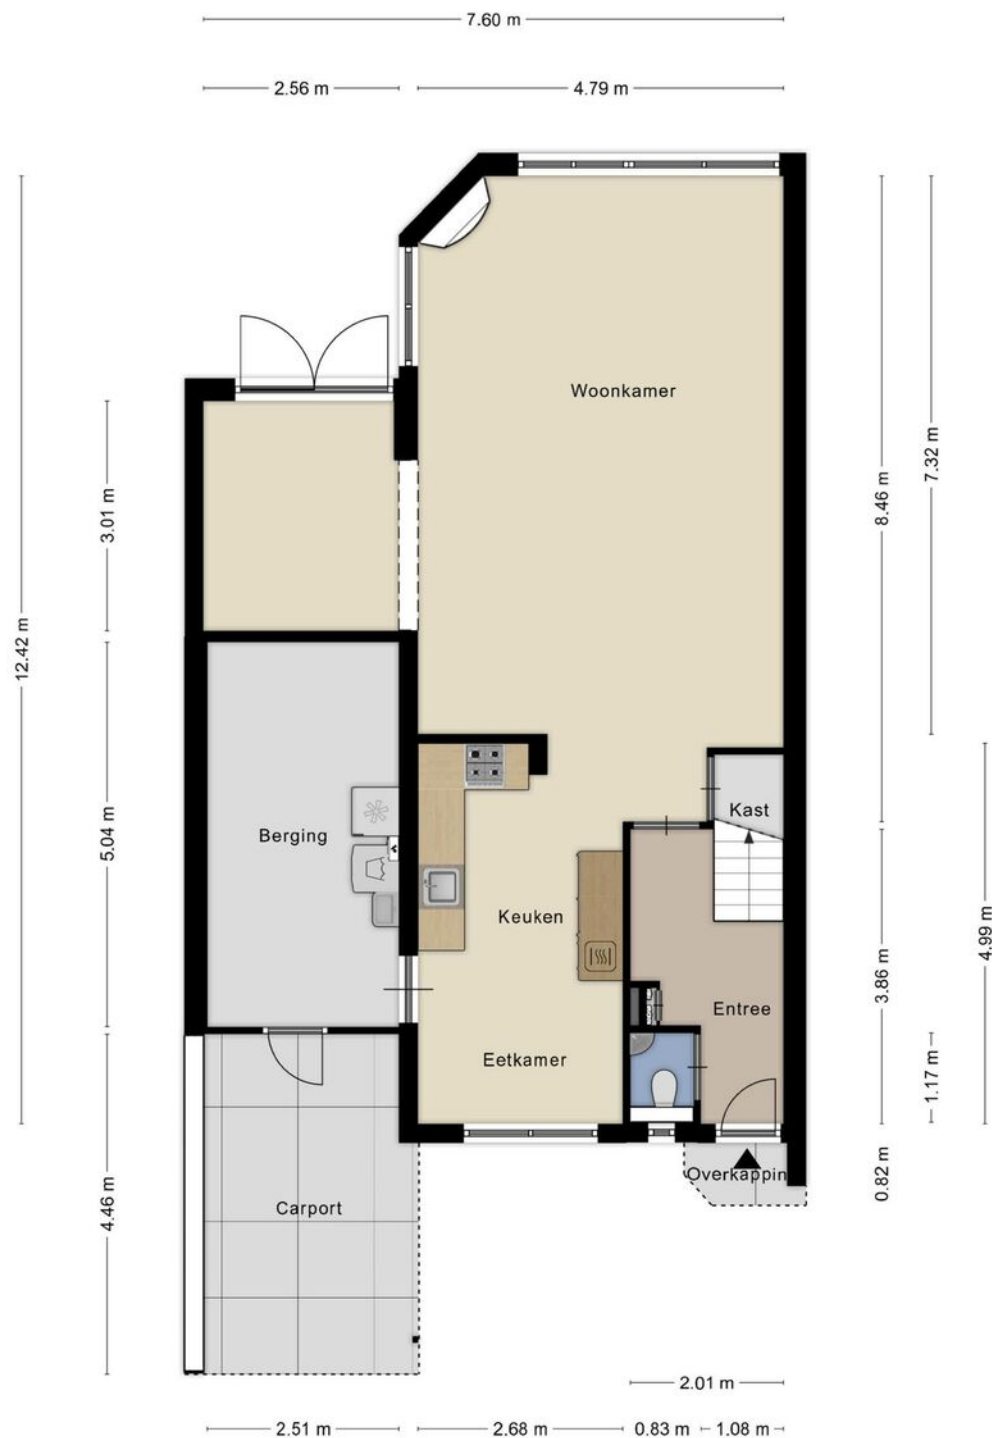 7.60 m
2.56 m
4.79 m
Woonkamer
7.32 m
8.46 m
3.01 m
12.42 m
Kast
5.04 m
Berging
Keuken
4.99 m
3.86 m
Entree
Eetkamer
1.17 m
Overkappin
0.82 m
4.46 m
Carport
2.01 m
2.51 m
2.68 m
0.83 m
1.08 m